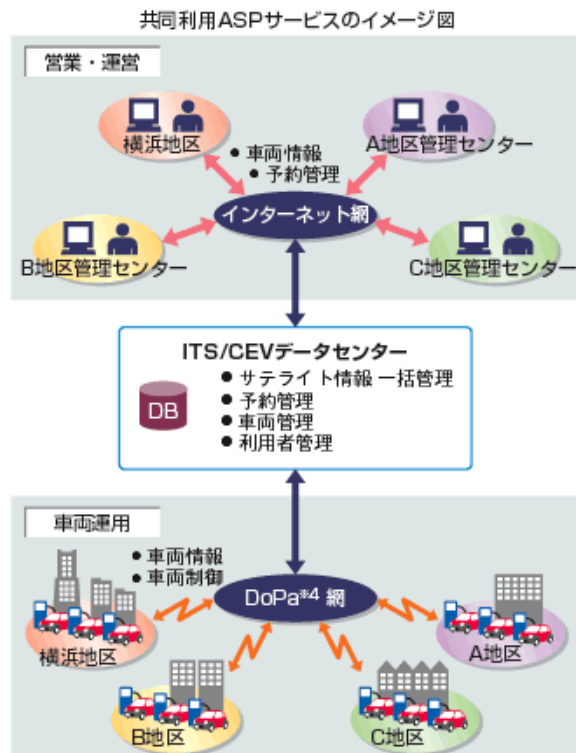 共同利用ASPサービスのイメージ図
営業・運営
横浜地区
A地区管理センター
● 車両情報
● 予約管理
インターネット網
B地区管理センター
C地区管理センター
ITS/CEVデータセンター
DB
● サテライト情報 一括管理
● 予約管理
● 車両管理
● 利用者管理
車両運用
● 車両情報
● 車両制御
DoPa※4 網
横浜地区
A地区
B地区
C地区